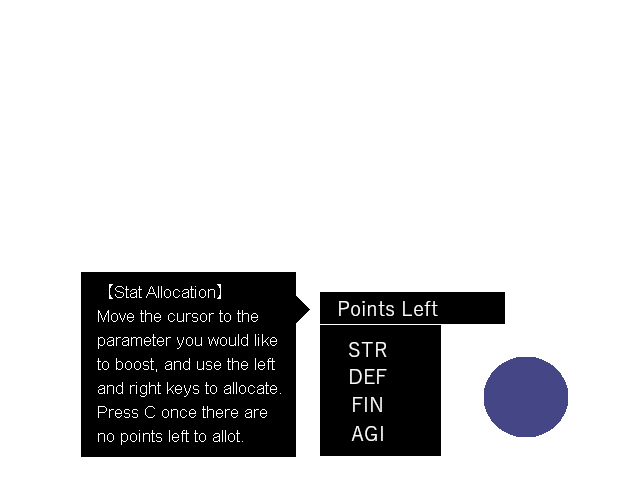 【Stat Allocation】
Move the cursor to the
parameter you would like
to boost, and use the left
and right keys to allocate.
Press C once there are
no points left to allot.
Points Left
STR
DEF
FIN
AGI